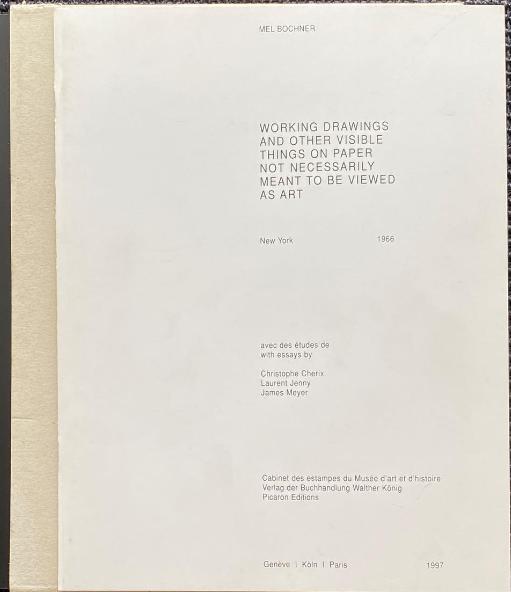 MEL BOCHNER
WORKING DRAWINGS
AND OTHER VISIBLE
THINGS ON PAPER
NOT NECESSARILY
MEANT TO BE VIEWED
AS ART
New York 1966
avec des études de
with essays by
Christophe Cherix
Laurent Jenny
James Meyer
Cabinet des estampes du Musée d'art et d'histoire
Verlag der Buchhandlung Walther König
Picaron Editions
Genève | Köln | Paris 1997